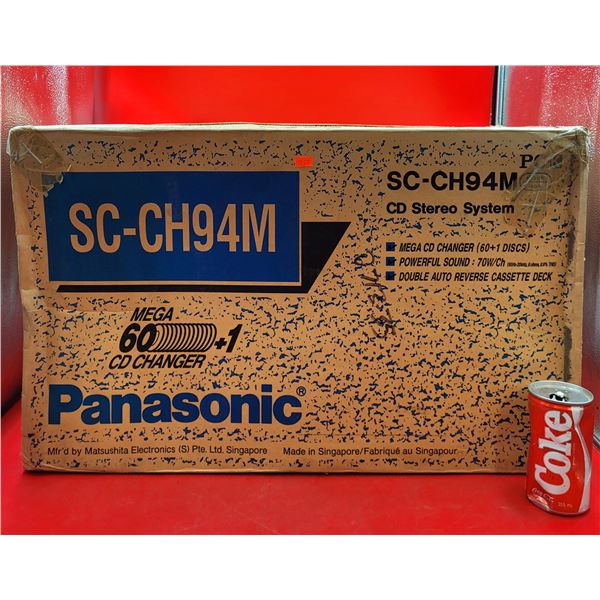 SC-CH94M
SC-CH94M
CD Stereo System
MEGA CD CHANGER (60+1 DISCS)
POWERFUL SOUND : 70W/Ch
DOUBLE AUTO REVERSE CASSETTE DECK
MEGA
60 +1
CD CHANGER
Panasonic®
Mfr'd by Matsushita Electronics (S) Pte. Ltd. Singapore
Made in Singapore/Fabriqué au Singapour
Coke